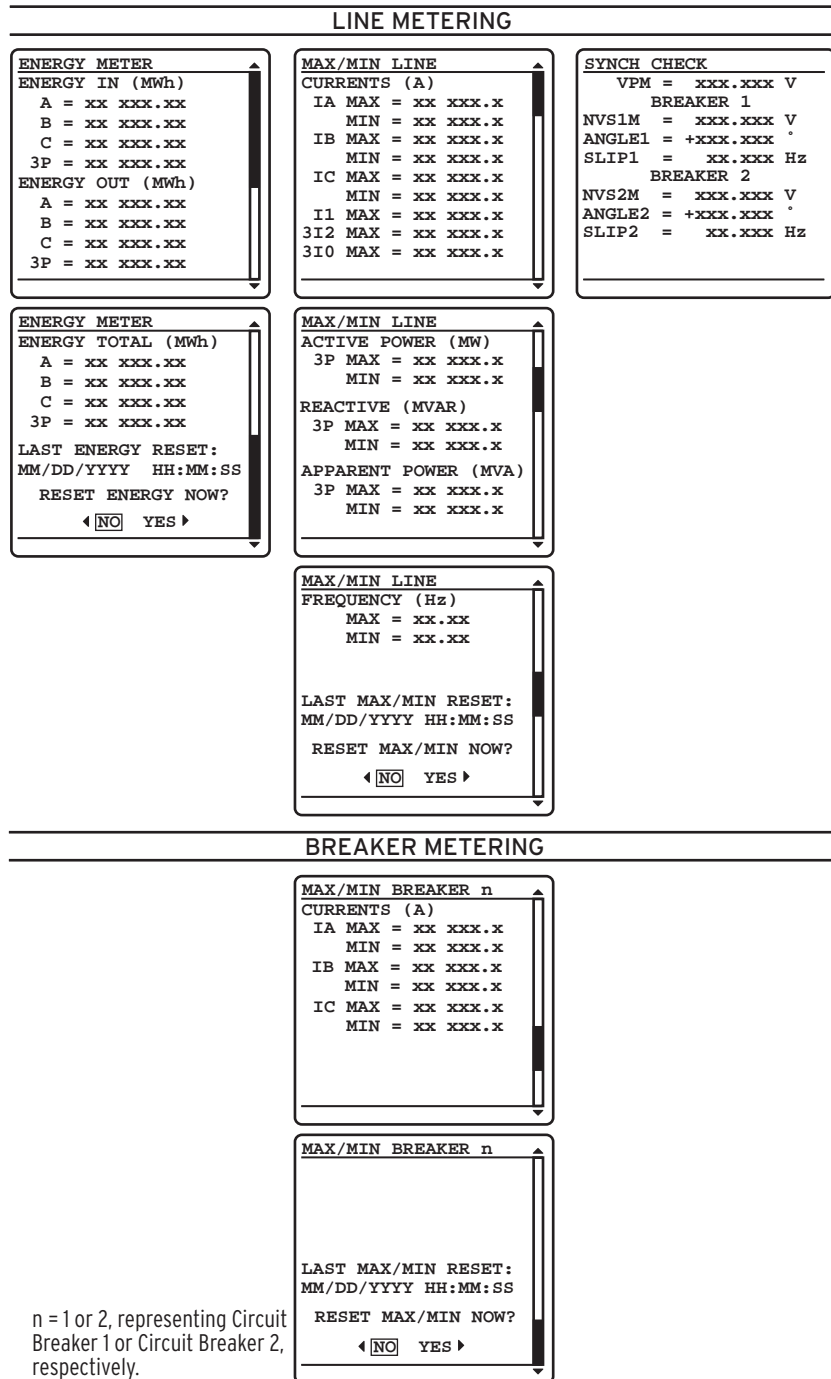 LINE METERING
ENERGY METER
ENERGY IN (MWh)
A = xx xxx.xx
B = xx xxx.xx
C = xx xxx.xx
3P = xx xxx.xx
ENERGY OUT (MWh)
A = xx xxx.xx
B = xx xxx.xx
C = xx xxx.xx
3P = xx xxx.xx
MAX/MIN LINE
CURRENTS (A)
IA MAX = xx xxx.x
MIN = xx xxx.x
IB MAX = xx xxx.x
MIN = xx xxx.x
IC MAX = xx xxx.x
MIN = xx xxx.x
I1 MAX = xx xxx.x
3I2 MAX = xx xxx.x
3I0 MAX = xx xxx.x
SYNCH CHECK
VPM = xxx.xxx V
BREAKER 1
NVS1M = xxx.xxx V
ANGLE1 = +xxx.xxx °
SLIP1 = xx.xxx Hz
BREAKER 2
NVS2M = xxx.xxx V
ANGLE2 = +xxx.xxx °
SLIP2 = xx.xxx Hz
ENERGY METER
ENERGY TOTAL (MWh)
A = xx xxx.xx
B = xx xxx.xx
C = xx xxx.xx
3P = xx xxx.xx
LAST ENERGY RESET:
MM/DD/YYYY HH:MM:SS
RESET ENERGY NOW?
NO YES
MAX/MIN LINE
ACTIVE POWER (MW)
3P MAX = xx xxx.x
MIN = xx xxx.x
REACTIVE (MVAR)
3P MAX = xx xxx.x
MIN = xx xxx.x
APPARENT POWER (MVA)
3P MAX = xx xxx.x
MIN = xx xxx.x
MAX/MIN LINE
FREQUENCY (Hz)
MAX = xx.xx
MIN = xx.xx
LAST MAX/MIN RESET:
MM/DD/YYYY HH:MM:SS
RESET MAX/MIN NOW?
NO YES
BREAKER METERING
MAX/MIN BREAKER n
CURRENTS (A)
IA MAX = xx xxx.x
MIN = xx xxx.x
IB MAX = xx xxx.x
MIN = xx xxx.x
IC MAX = xx xxx.x
MIN = xx xxx.x
MAX/MIN BREAKER n
LAST MAX/MIN RESET:
MM/DD/YYYY HH:MM:SS
RESET MAX/MIN NOW?
NO YES
n = 1 or 2, representing Circuit
Breaker 1 or Circuit Breaker 2,
respectively.